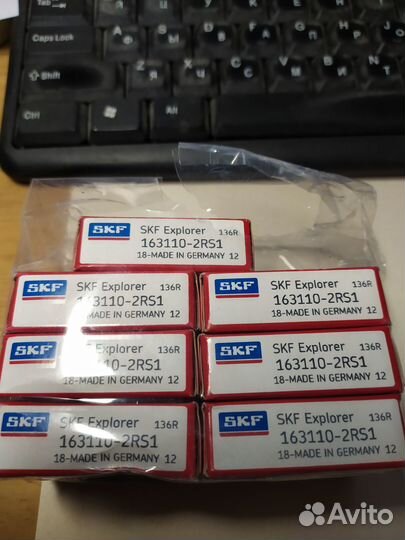 Tab
Caps Lock Ф
Shift Я Ч С М И
Ctrl Alt
SKF SKF Explorer 136R
163110-2RS1
18-MADE IN GERMANY 12
SKF SKF Explorer 136R
163110-2RS1
18-MADE IN GERMANY 12
SKF SKF Explorer 136R
163110-2RS1
18-MADE IN GERMANY 12
SKF SKF Explorer 136R
163110-2RS1
18-MADE IN GERMANY 12
SKF SKF Explorer 136R
163110-2RS1
18-MADE IN GERMANY 12
SKF SKF Explorer 136R
163110-2RS1
18-MADE IN GERMANY 12
SKF SKF Explorer 136R
163110-2RS1
18-MADE IN GERMANY 12
Avito